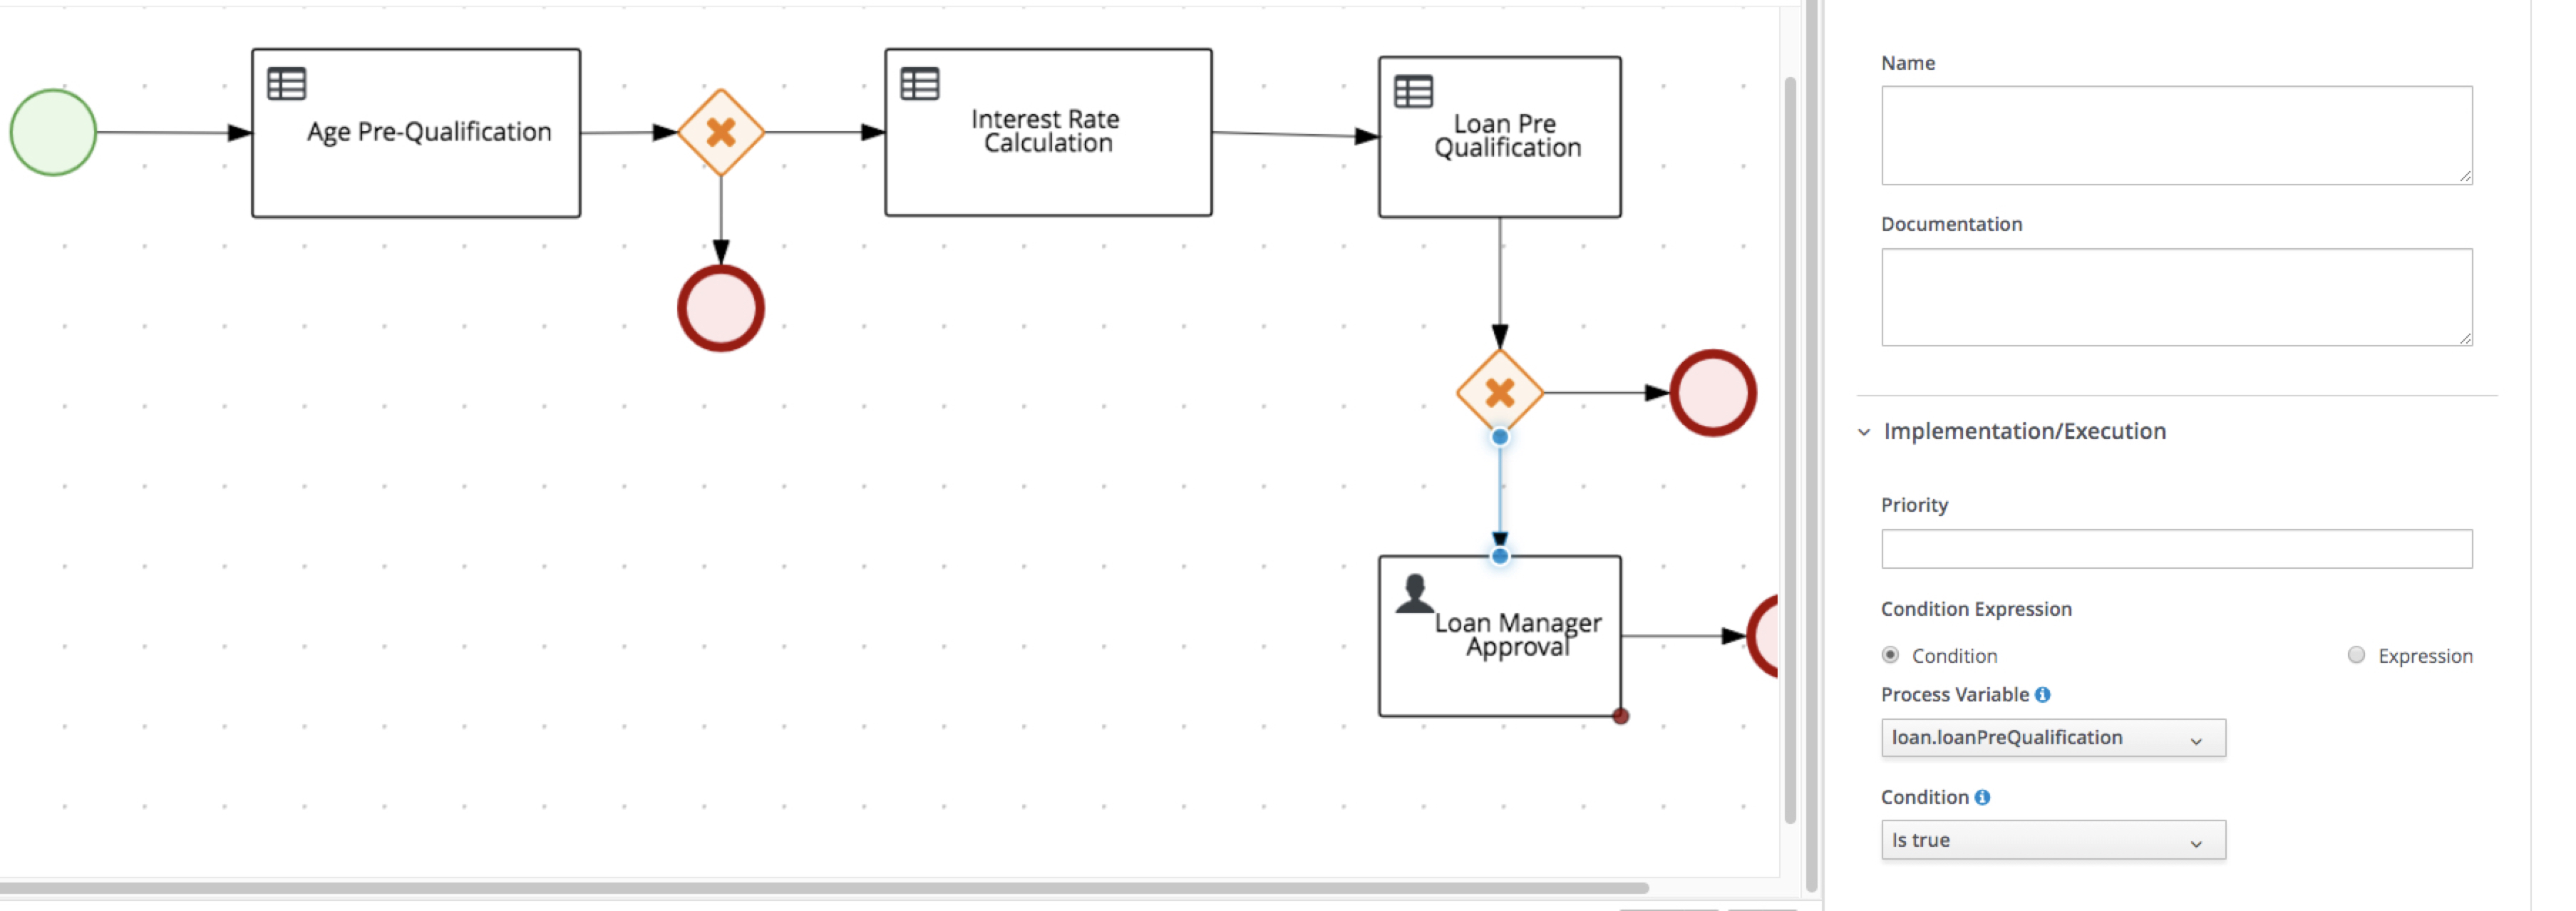 Age Pre-Qualification
Interest Rate
Calculation
Loan Pre
Qualification
Loan Manager
Approval
Name
Documentation
Implementation/Execution
Priority
Condition Expression
Condition
Expression
Process Variable
loan.loanPreQualification
Condition
Is true